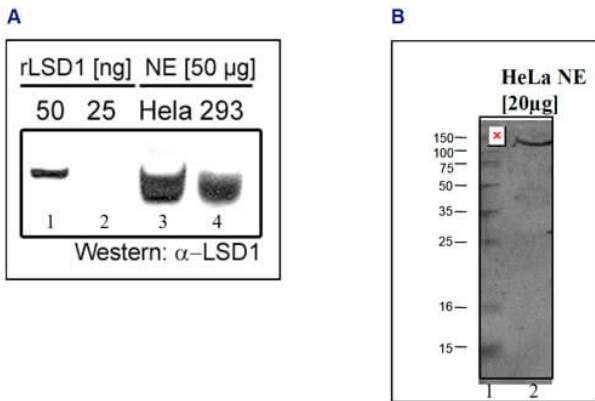 A
rLSD1 [ng] NE [50 µg]
50 25 Hela 293
1 2 3 4
Western: α–LSD1
B
HeLa NE
[20µg]
150
100
75
50
35
25
16
15
1 2